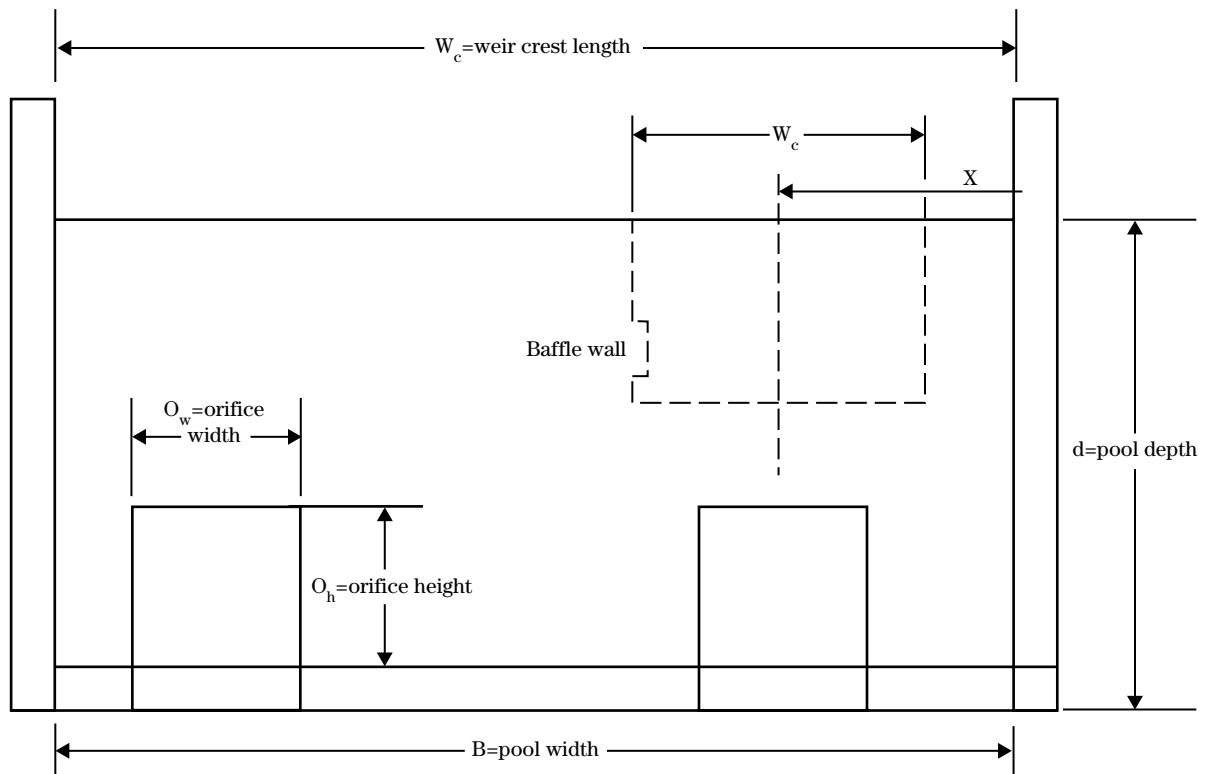 W_c=weir crest length
W_c
X
Baffle wall
O_w=orifice
width
d=pool depth
O_h=orifice height
B=pool width